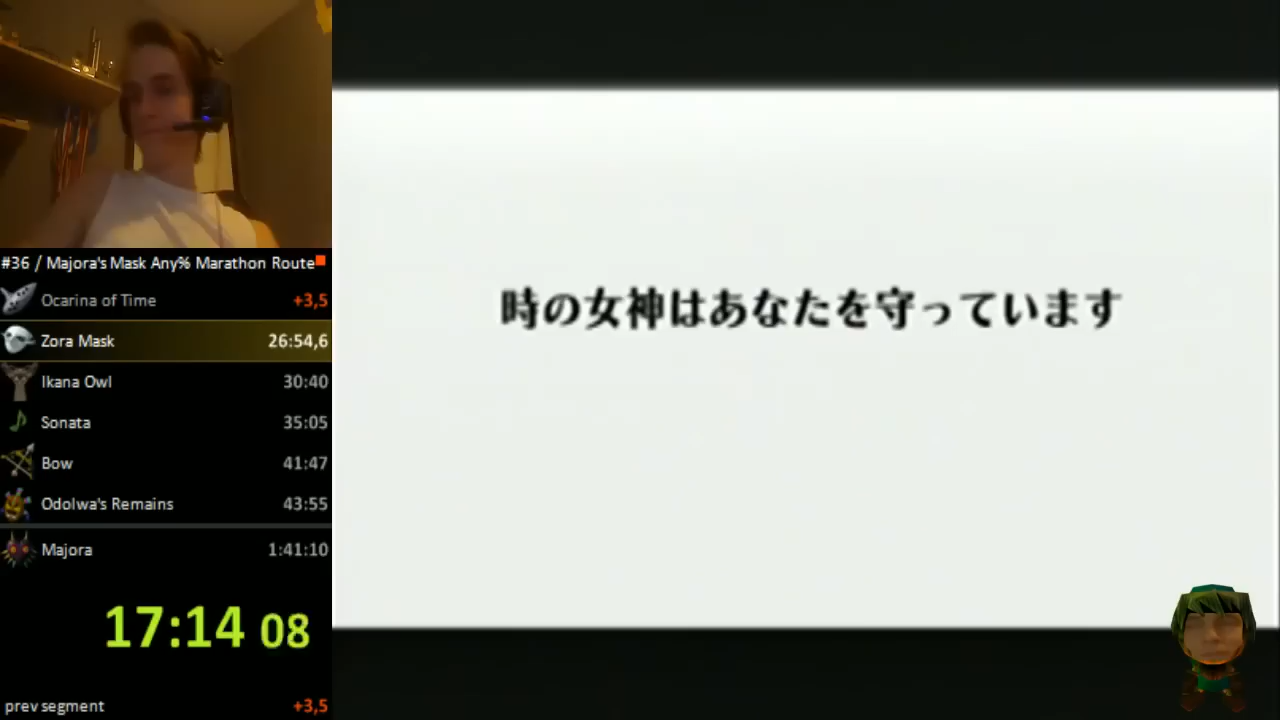 #36 / Majora's Mask Any% Marathon Route
Ocarina of Time +3,5
Zora Mask 26:54,6
Ikana Owl 30:40
Sonata 35:05
Bow 41:47
Odolwa's Remains 43:55
Majora 1:41:10
17:14 08
prev segment +3,5
時の女神はあなたを守っています